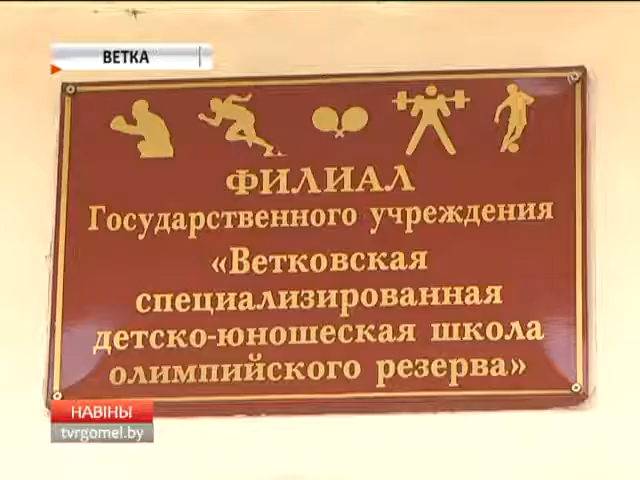 ВЕТКА
ФИЛИАЛ
Государственного учреждения
«Ветковская
специализированная
детско-юношеская школа
олимпийского резерва»
НАВІНЫ
tvrgomel.by